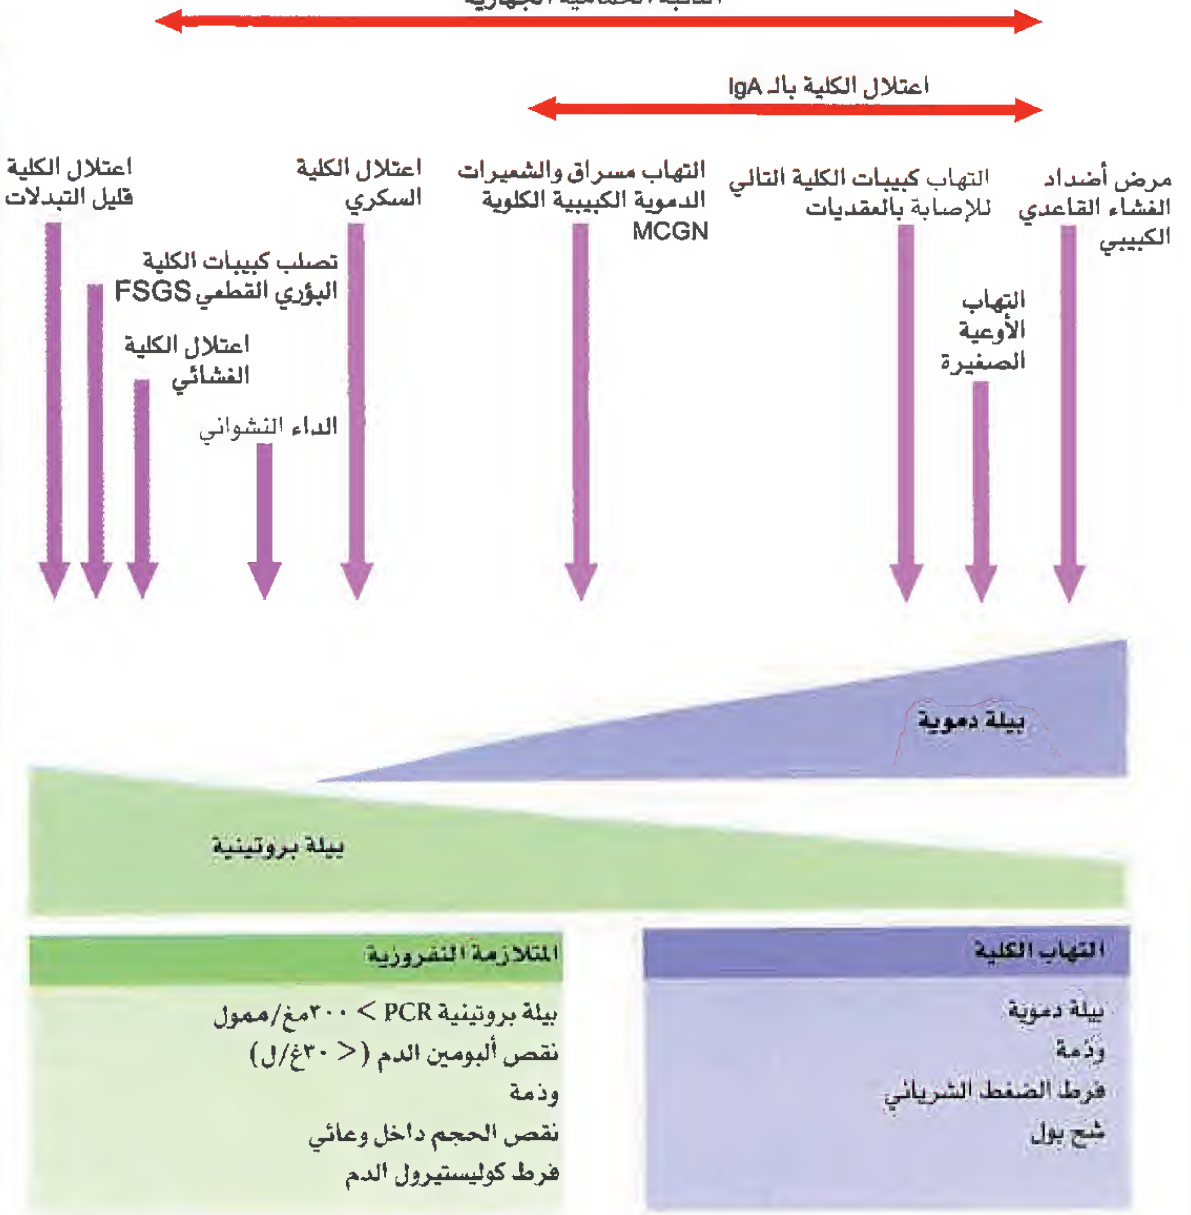 الذئبة الحمامية الجهازية
اعتلال الكلية بالـ IgA
مرض أضداد
الغشاء القاعدي
الكبيبي
التهاب كبيبات الكلية التالي
للإصابة بالعقديات
التهاب
الأوعية
الصغيرة
التهاب مسراق والشعيرات
الدموية الكبيبية الكلوية
MCGN
اعتلال الكلية
السكري
اعتلال الكلية
قليل التبدلات
تصلب كبيبات الكلية
البؤري القطعي FSGS
اعتلال الكلية
الغشائي
الداء النشواني
بيلة دموية
بيلة بروتينية
التهاب الكلية
بيلة دموية
وذمة
فرط الضغط الشرياني
شح بول
المتلازمة النفروزية
بيلة بروتينية PCR > ٣٠٠مغ/ممول
نقص ألبومين الدم (< ٣٠غ/ل)
وذمة
نقص الحجم داخل وعائي
فرط كوليستيرول الدم